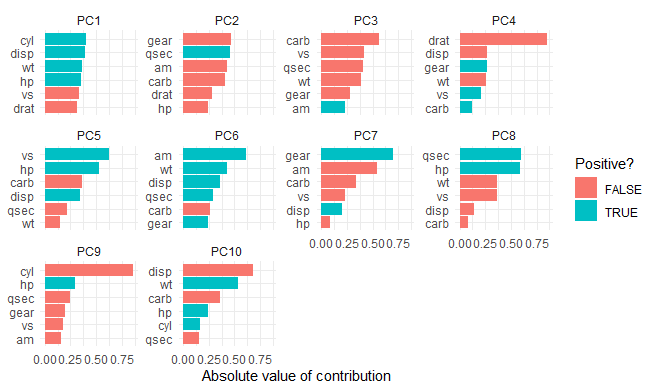 PC1
cyl
disp
wt
hp
vs
drat
PC2
gear
qsec
am
carb
drat
hp
PC3
carb
vs
qsec
wt
gear
am
PC4
drat
disp
gear
wt
vs
carb
PC5
vs
hp
carb
disp
qsec
wt
PC6
am
wt
disp
qsec
carb
gear
PC7
gear
am
carb
vs
disp
hp
0.00 0.25 0.50 0.75
PC8
qsec
hp
wt
vs
disp
carb
0.00 0.25 0.50 0.75
PC9
cyl
hp
qsec
gear
vs
am
0.00 0.25 0.50 0.75
PC10
disp
wt
carb
hp
cyl
qsec
0.00 0.25 0.50 0.75
Absolute value of contribution
Positive?
FALSE
TRUE